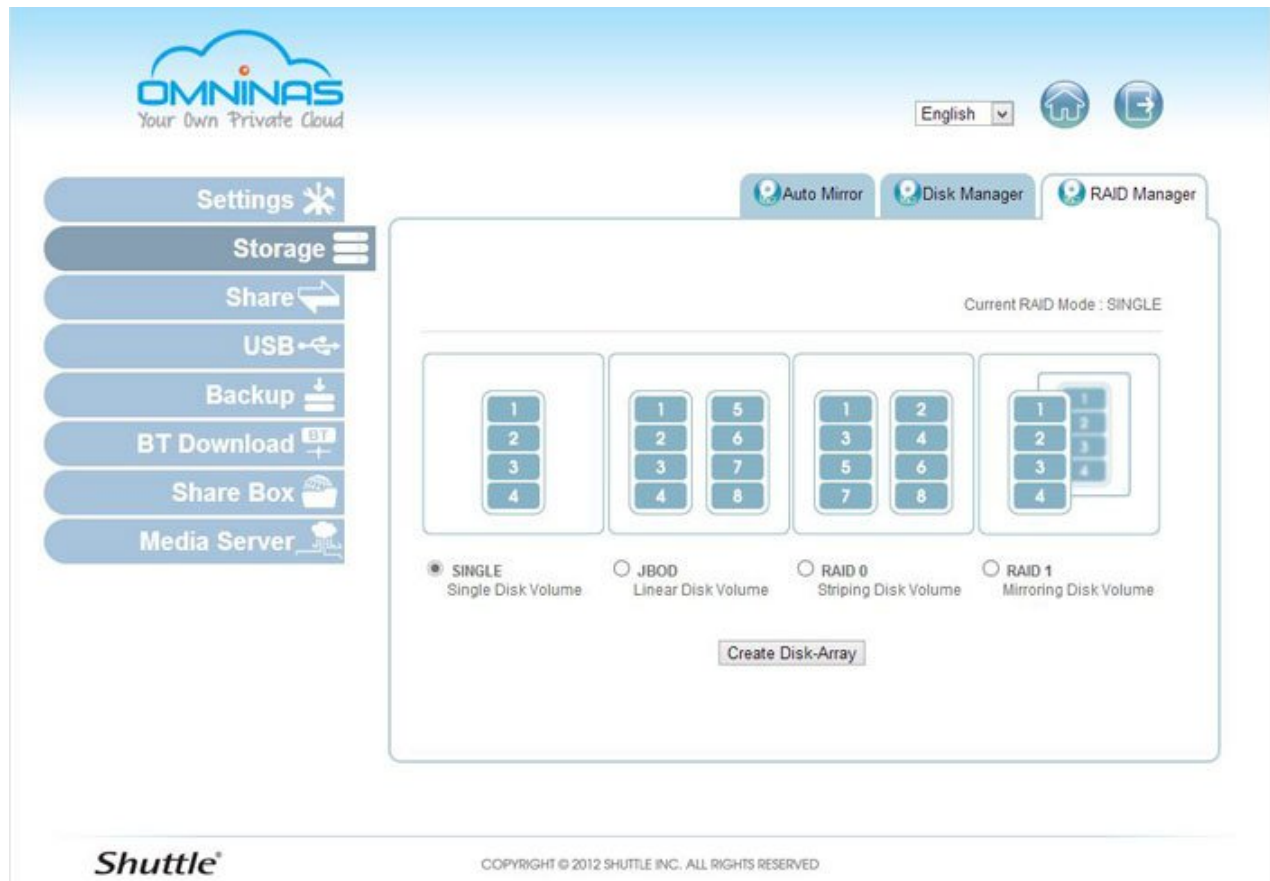 OMNINAS
Your Own Private Cloud
English
Settings
Storage
Share
USB
Backup
BT Download
BT
Share Box
Media Server
Auto Mirror
Disk Manager
RAID Manager
Current RAID Mode : SINGLE
1 1 5 1 2 1 1
2 2 6 3 4 2 2
3 3 7 5 6 3 3
4 4 8 7 8 4 4
SINGLE JBOD RAID 0 RAID 1
Single Disk Volume Linear Disk Volume Striping Disk Volume Mirroring Disk Volume
Create Disk-Array
Shuttle®
COPYRIGHT © 2012 SHUTTLE INC. ALL RIGHTS RESERVED